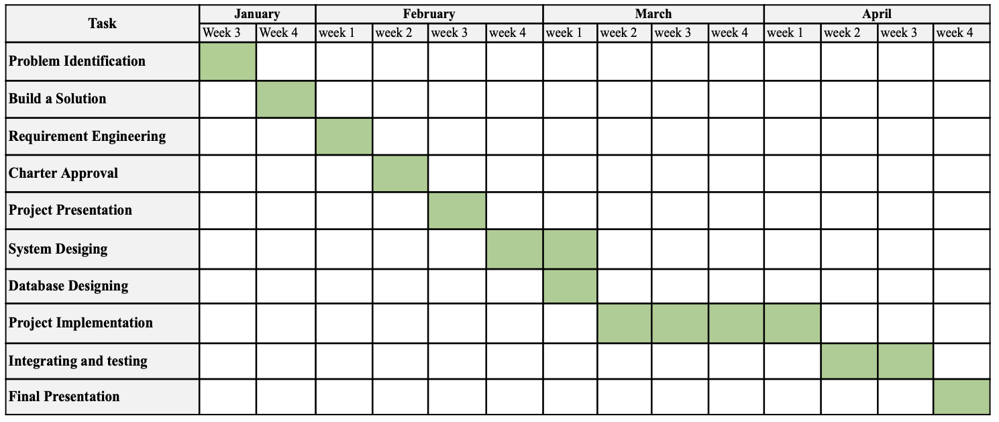 Task January February March April
Week 3 Week 4 week 1 week 2 week 3 week 4 week 1 week 2 week 3 week 4 week 1 week 2 week 3 week 4
Problem Identification
Build a Solution
Requirement Engineering
Charter Approval
Project Presentation
System Desiging
Database Designing
Project Implementation
Integrating and testing
Final Presentation